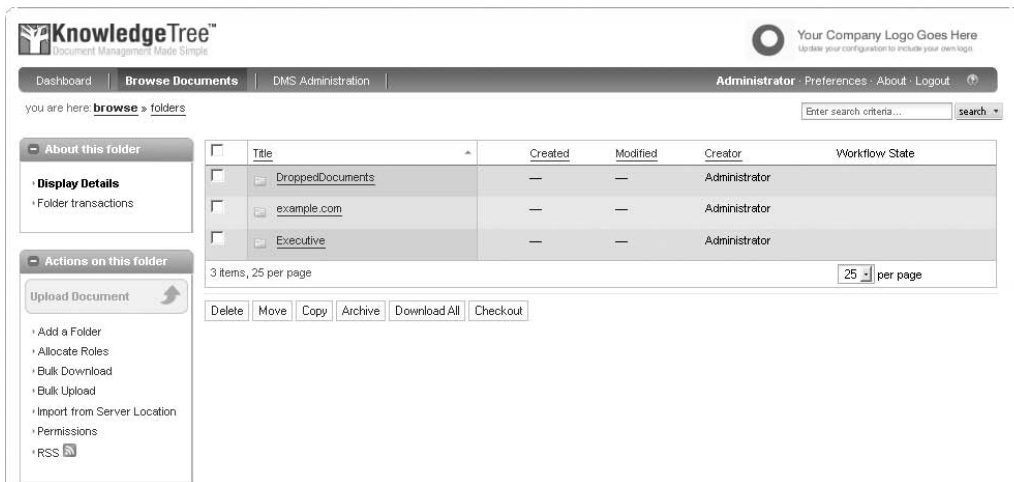 KnowledgeTree™
Document Management Made Simple
Your Company Logo Goes Here
Update your configuration to include your own logo.
Dashboard Browse Documents DMS Administration
Administrator · Preferences · About · Logout
you are here: browse » folders
Enter search criteria... search
About this folder
Display Details
Folder transactions
Actions on this folder
Upload Document
Add a Folder
Allocate Roles
Bulk Download
Bulk Upload
Import from Server Location
Permissions
RSS
Title Created Modified Creator Workflow State
DroppedDocuments — — Administrator
example.com — — Administrator
Executive — — Administrator
3 items, 25 per page 25 per page
Delete Move Copy Archive Download All Checkout